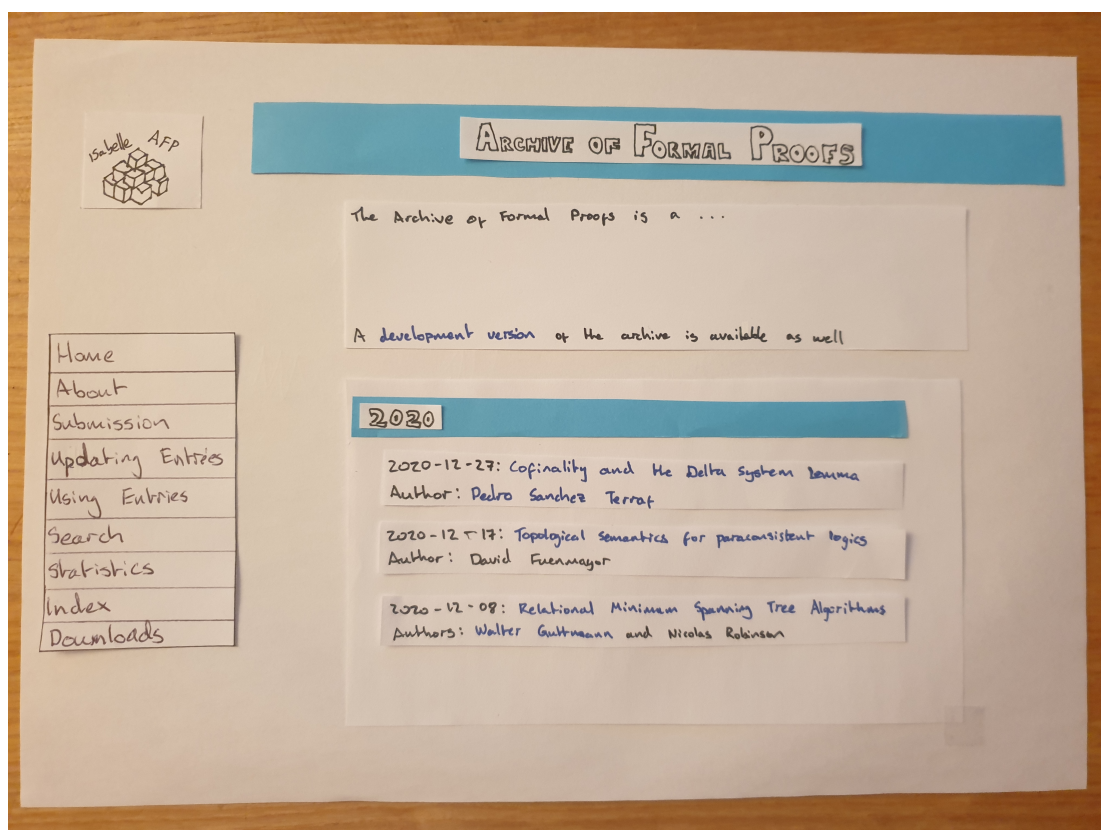 Isabelle AFP
ARCHIVE OF FORMAL PROOFS
The Archive of Formal Proofs is a ...
A development version of the archive is available as well
Home
About
Submission
Updating Entries
Using Entries
Search
Statistics
Index
Downloads
2020
2020-12-27: Cofinality and the Delta System Lemma
Author: Pedro Sanchez Terraf
2020-12-17: Topological Semantics for paraconsistent logics
Author: David Fuenmayor
2020-12-08: Relational Minimum Spanning Tree Algorithms
Authors: Walter Guttmann and Nicolas Robinson